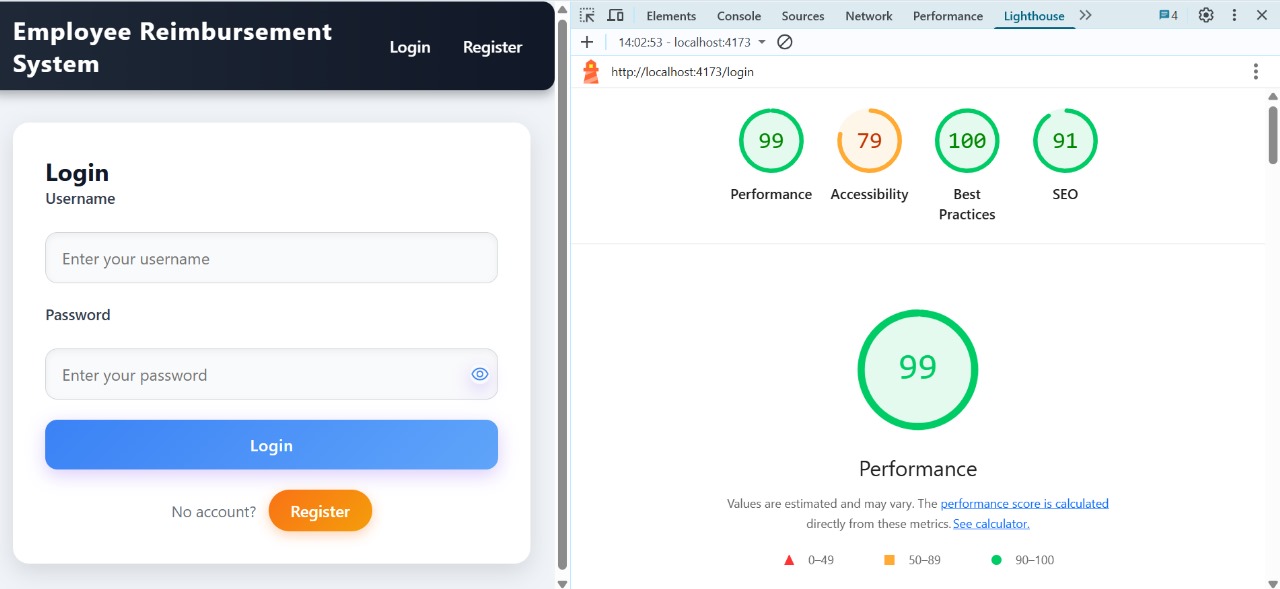 Employee Reimbursement
System
Login
Register
Login
Username
Enter your username
Password
Enter your password
Login
No account?
Register
Elements
Console
Sources
Network
Performance
Lighthouse
4
14:02:53 - localhost:4173
http://localhost:4173/login
99
79
100
91
Performance
Accessibility
Best
Practices
SEO
99
Performance
Values are estimated and may vary. The performance score is calculated
directly from these metrics. See calculator.
0–49
50–89
90–100